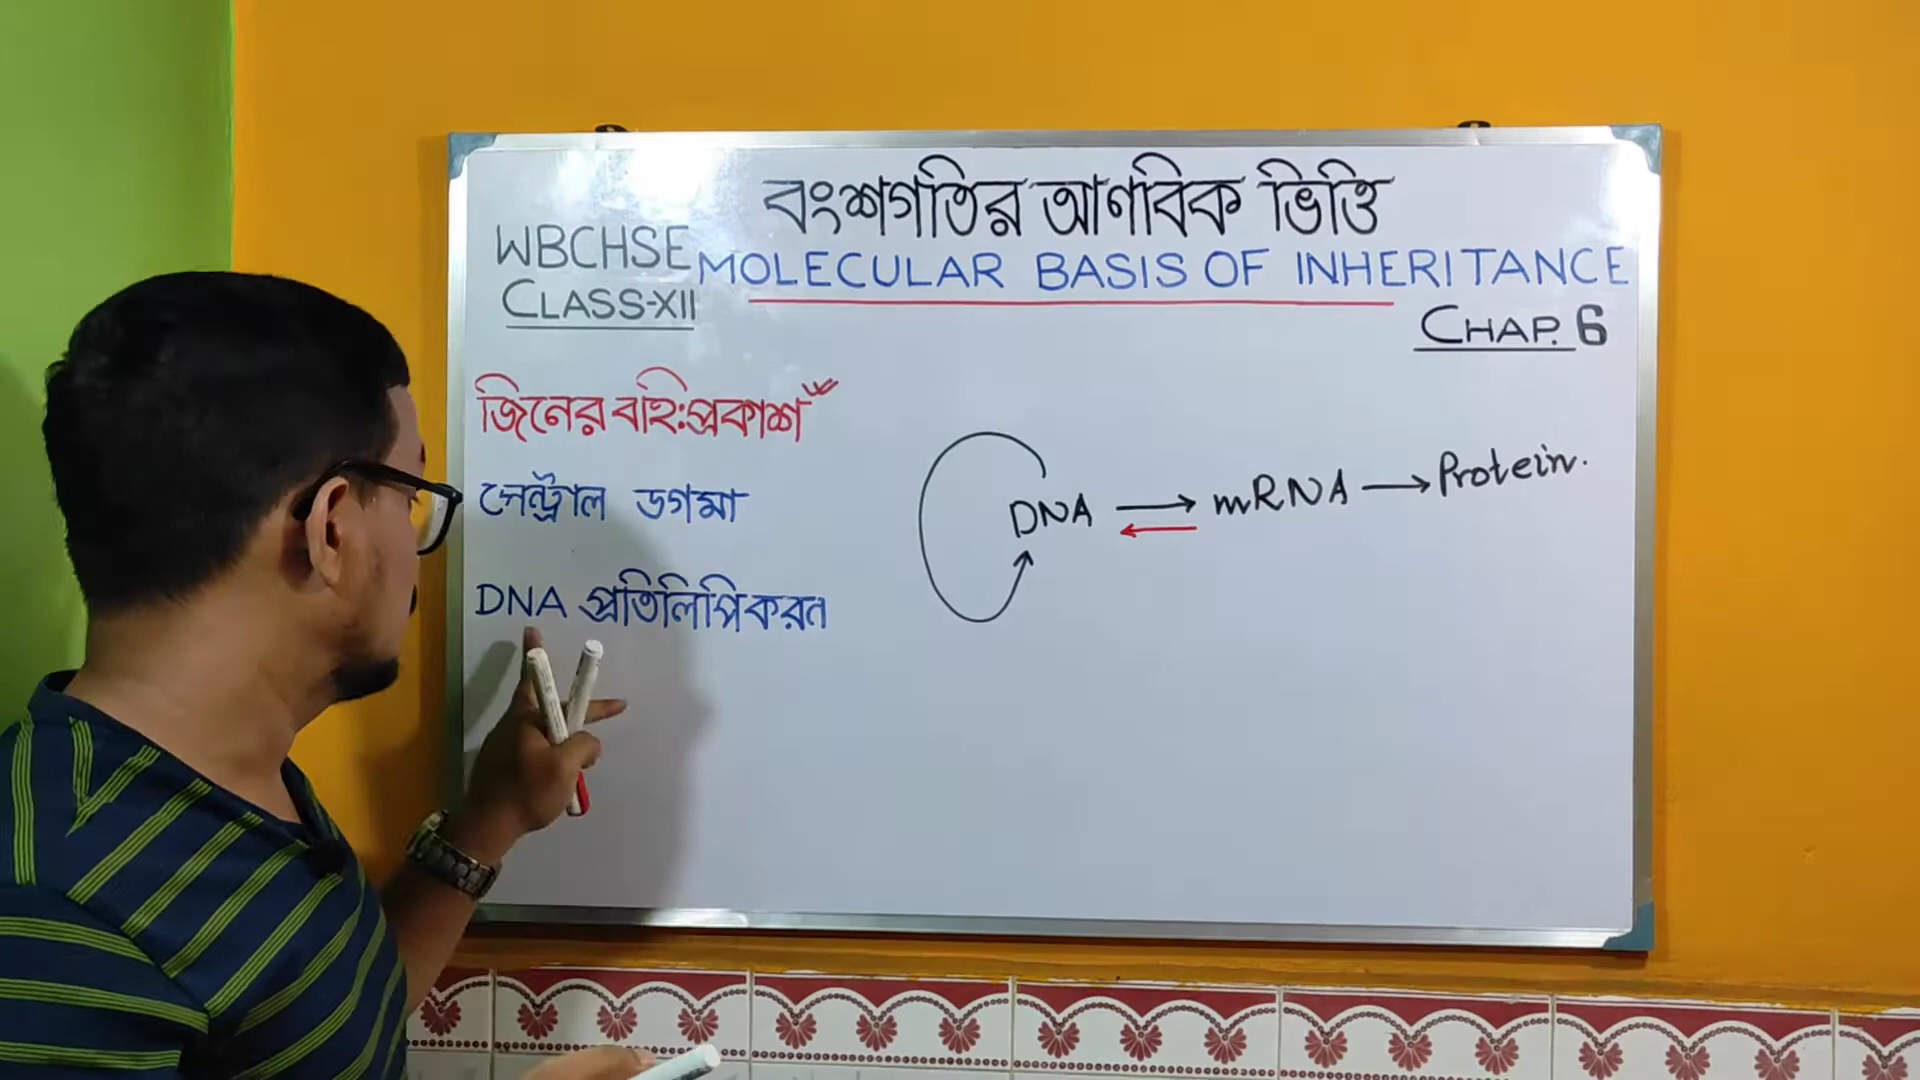 বংশগতির আণবিক ভিত্তি
WBCHSE
CLASS-XII
MOLECULAR BASIS OF INHERITANCE
CHAP. 6
জিনের বহিঃপ্রকাশ
সেন্ট্রাল ডগমা
DNA → mRNA → Protein.
DNA প্রতিলিপিকরন